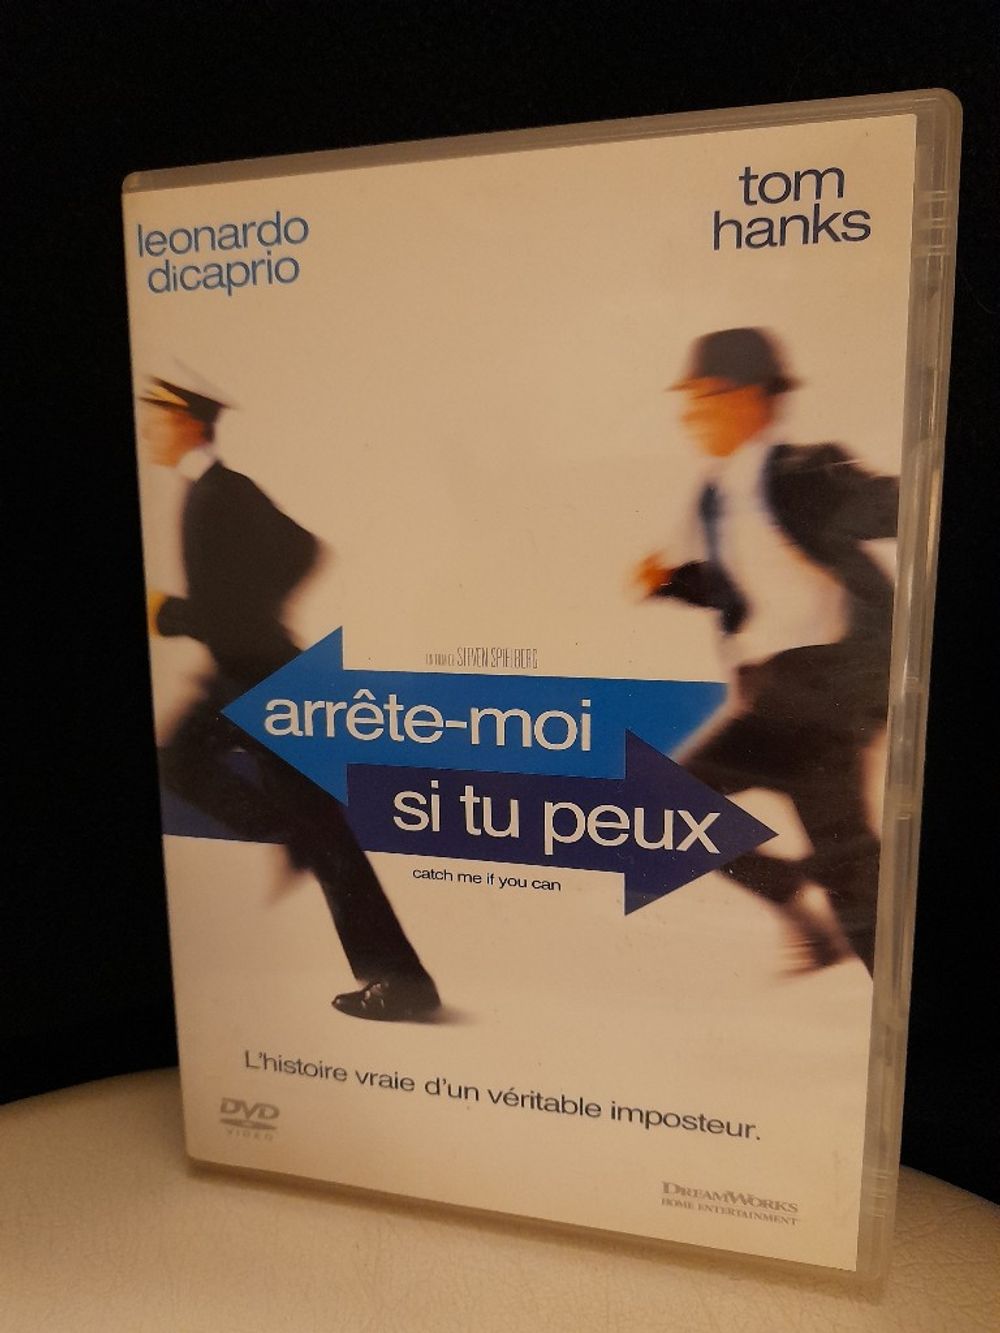 leonardo
dicaprio
tom
hanks
un film de STEVEN SPIELBERG
arrête-moi
si tu peux
catch me if you can
L'histoire vraie d'un véritable imposteur.
DVD
VIDEO
DREAMWORKS
HOME ENTERTAINMENT